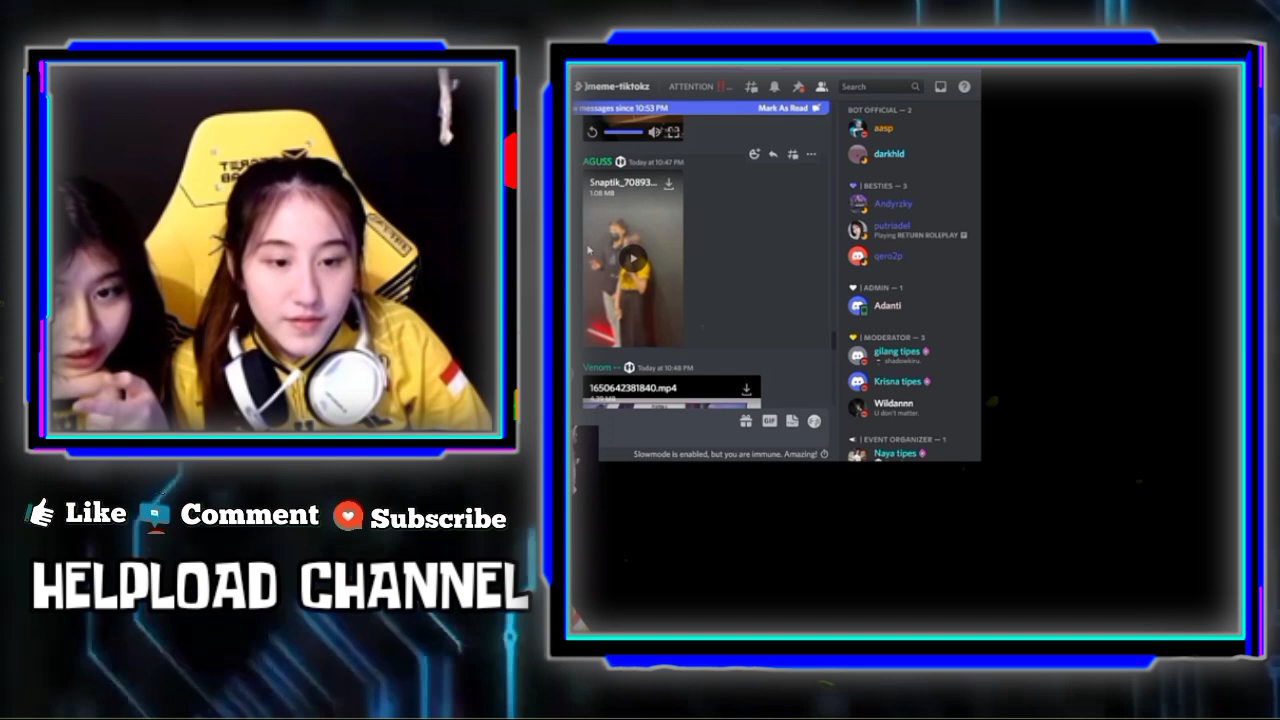 Like
Comment
Subscribe
HELPLOAD CHANNEL
meme-tiktokz
ATTENTION ‼️...
Search
messages since 10:53 PM
Mark As Read
AGUSS
Today at 10:47 PM
Snaptik_70893...
1.08 MB
Venom --
Today at 10:48 PM
1650642381840.mp4
GIF
Slowmode is enabled, but you are immune. Amazing!
BOT OFFICIAL — 2
aasp
darkhld
| BESTIES — 3
Andyrzky
putriadel
Playing RETURN ROLEPLAY
qero2p
| ADMIN — 1
Adanti
| MODERATOR — 3
gilang tipes
shadowkiru.
Krisna tipes
Wildannn
U don't matter.
| EVENT ORGANIZER — 1
Naya tipes